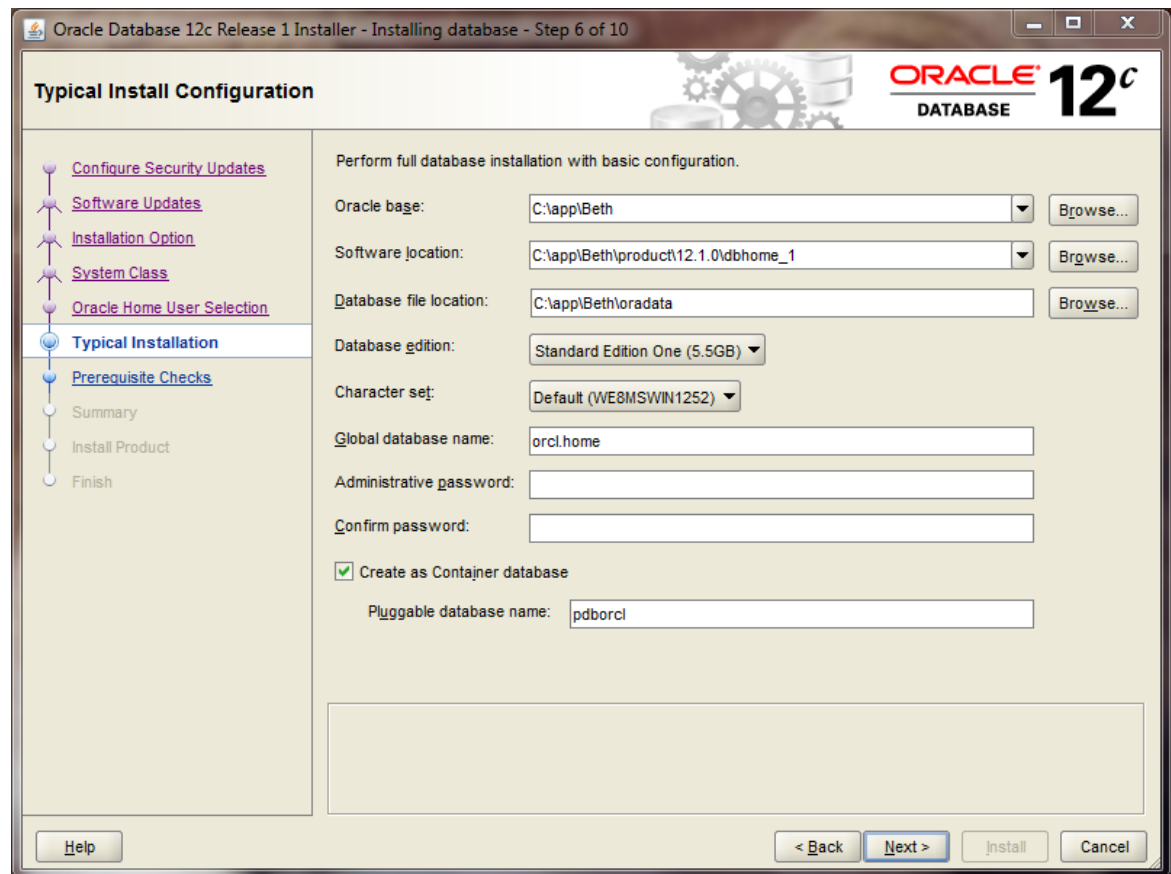 Oracle Database 12c Release 1 Installer - Installing database - Step 6 of 10
Typical Install Configuration
ORACLE® 12c
DATABASE
Configure Security Updates
Software Updates
Installation Option
System Class
Oracle Home User Selection
Typical Installation
Prerequisite Checks
Summary
Install Product
Finish
Perform full database installation with basic configuration.
Oracle base: C:\app\Beth Browse...
Software location: C:\app\Beth\product\12.1.0\dbhome_1 Browse...
Database file location: C:\app\Beth\oradata Browse...
Database edition: Standard Edition One (5.5GB)
Character set: Default (WE8MSWIN1252)
Global database name: orcl.home
Administrative password:
Confirm password:
Create as Container database
Pluggable database name: pdborcl
Help < Back Next > Install Cancel